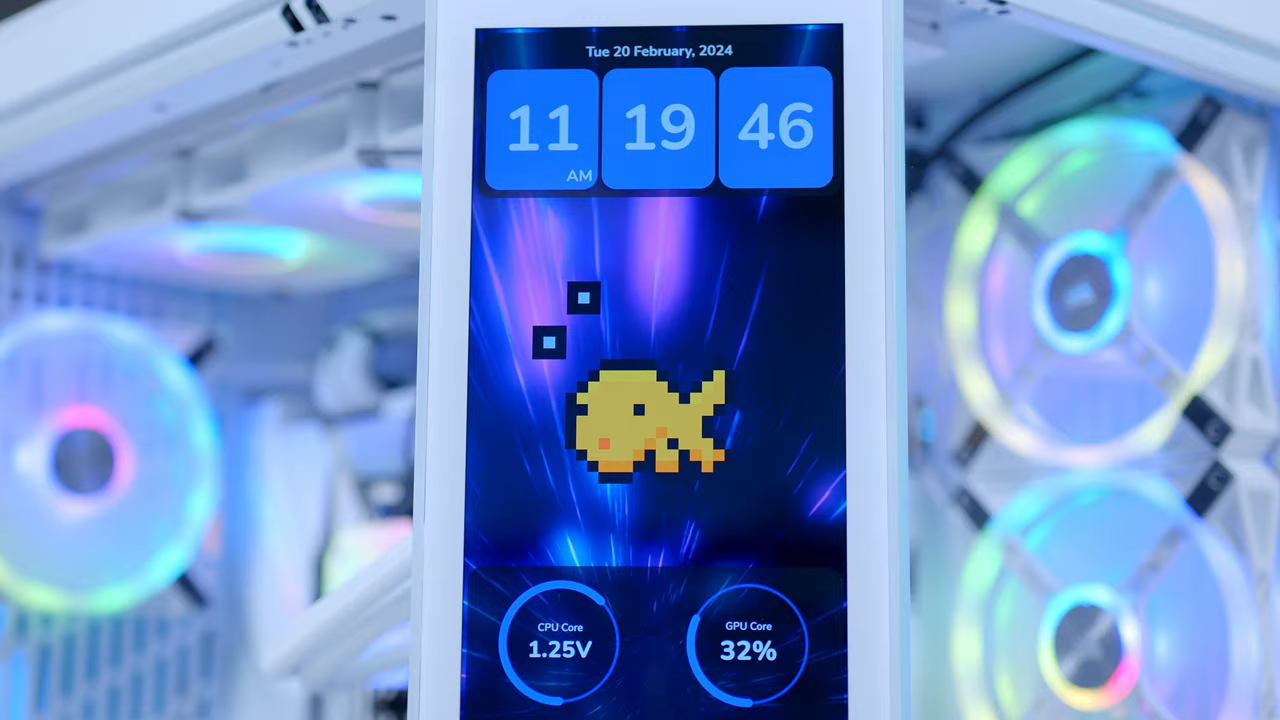 Tue 20 February, 2024
11 19 46
AM
CPU Core
1.25V
GPU Core
32%